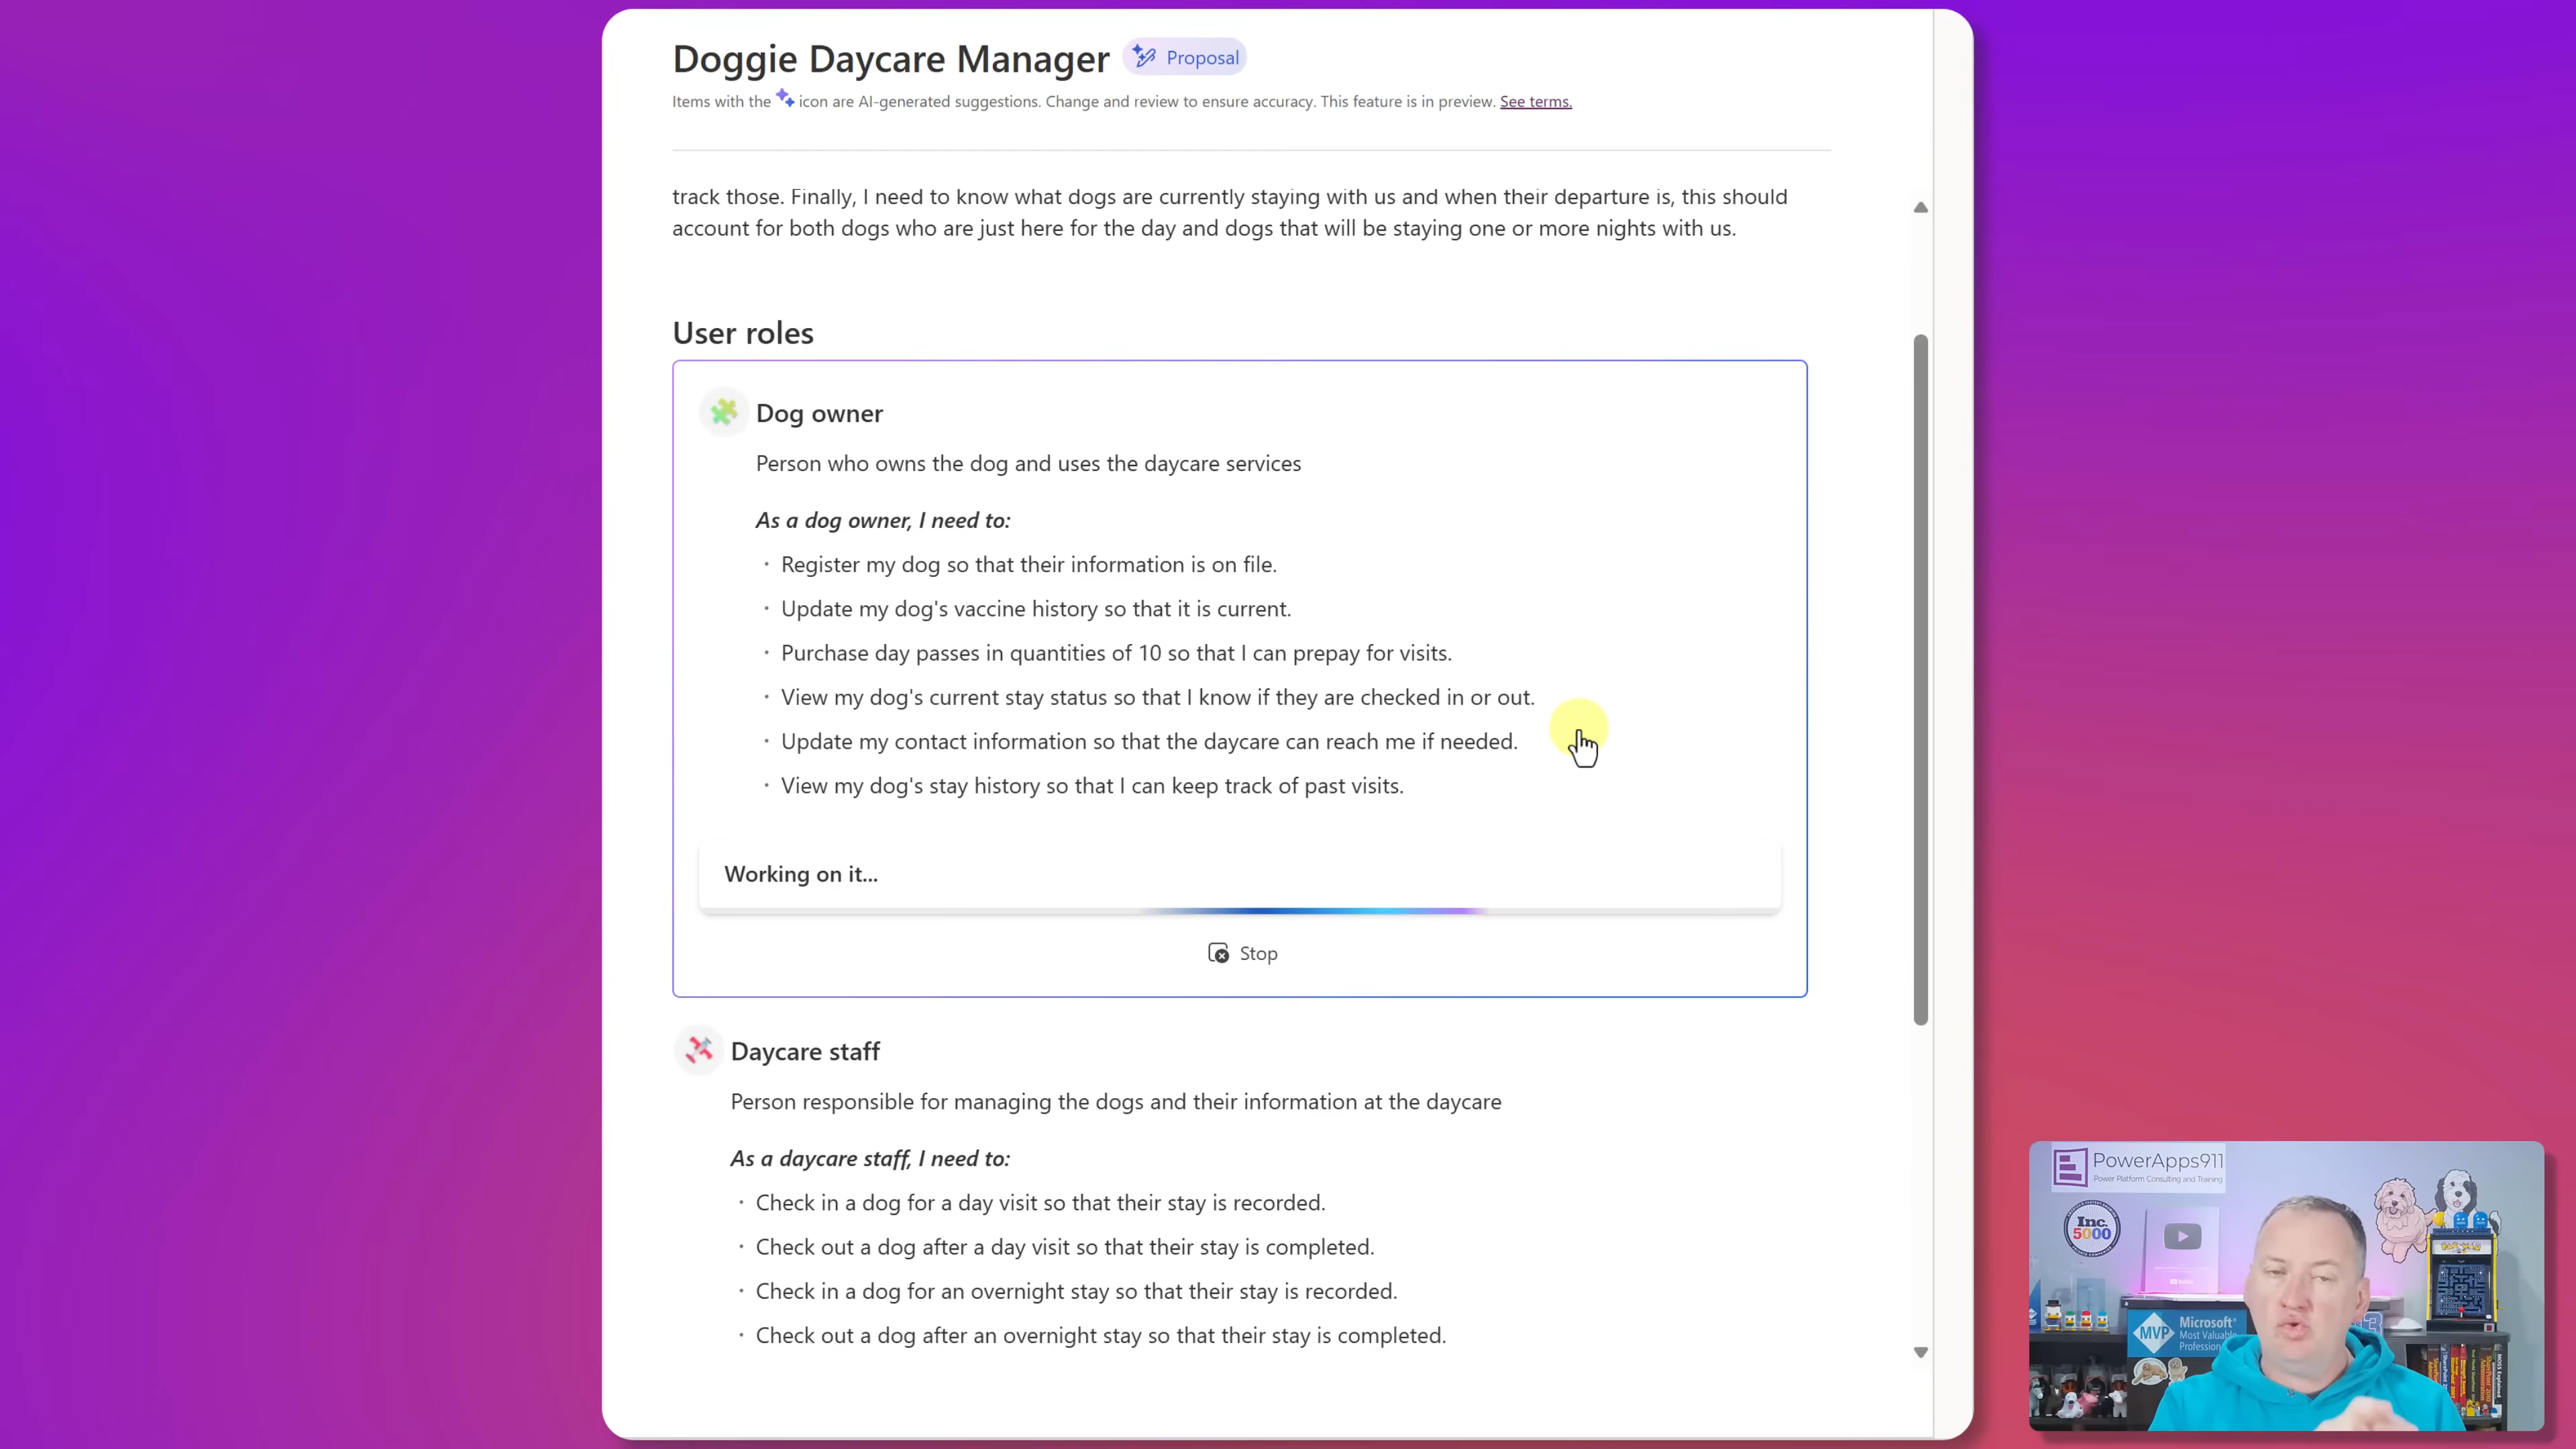 Doggie Daycare Manager
Proposal
Items with the icon are AI-generated suggestions. Change and review to ensure accuracy. This feature is in preview. See terms.
track those. Finally, I need to know what dogs are currently staying with us and when their departure is, this should
account for both dogs who are just here for the day and dogs that will be staying one or more nights with us.
User roles
Dog owner
Person who owns the dog and uses the daycare services
As a dog owner, I need to:
· Register my dog so that their information is on file.
· Update my dog's vaccine history so that it is current.
· Purchase day passes in quantities of 10 so that I can prepay for visits.
· View my dog's current stay status so that I know if they are checked in or out.
· Update my contact information so that the daycare can reach me if needed.
· View my dog's stay history so that I can keep track of past visits.
Working on it...
Stop
Daycare staff
Person responsible for managing the dogs and their information at the daycare
As a daycare staff, I need to:
· Check in a dog for a day visit so that their stay is recorded.
· Check out a dog after a day visit so that their stay is completed.
· Check in a dog for an overnight stay so that their stay is recorded.
· Check out a dog after an overnight stay so that their stay is completed.
PowerApps911
Power Platform Consulting and Training
Inc.
5000
Microsoft
MVP
Most Valuable